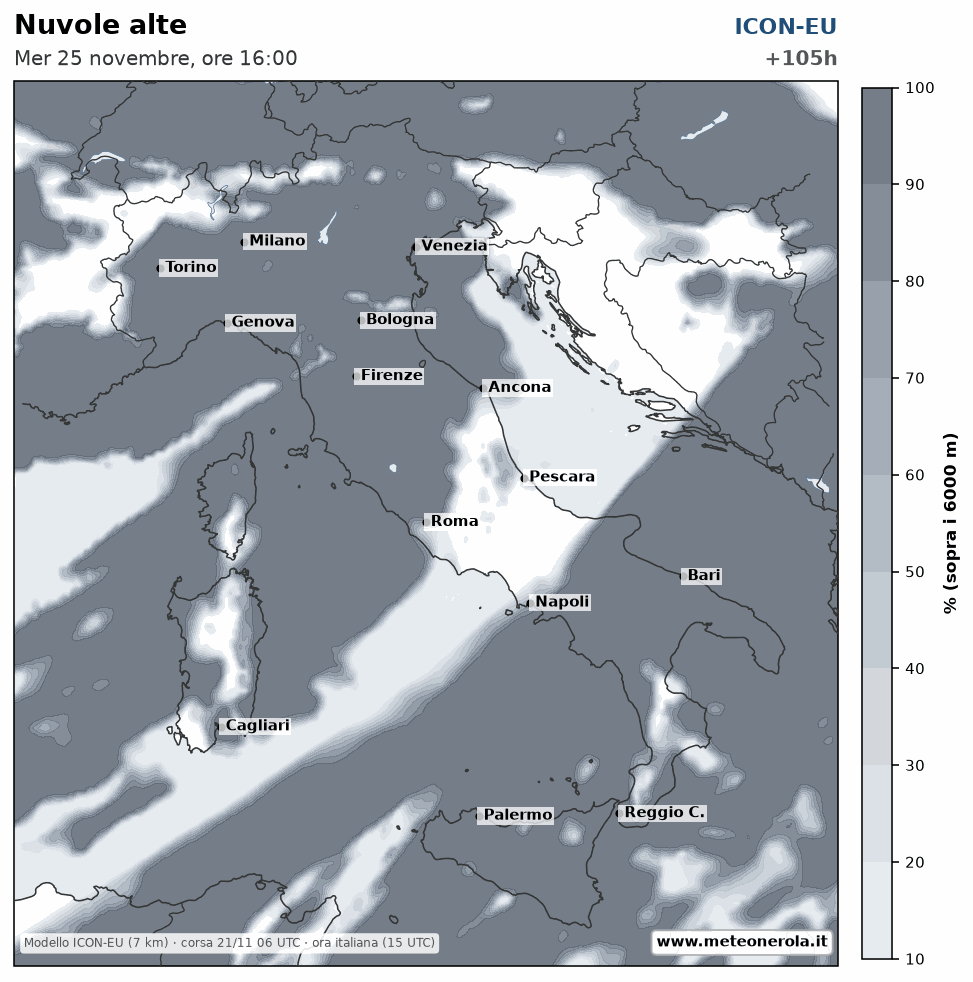 Nuvole alte
ICON-EU
Mer 25 novembre, ore 16:00
+105h
100
90
80
70
60
50
40
30
20
10
% (sopra i 6000 m)
Milano
Venezia
Torino
Genova
Bologna
Firenze
Ancona
Pescara
Roma
Bari
Napoli
Cagliari
Palermo
Reggio C.
Modello ICON-EU (7 km) · corsa 21/11 06 UTC · ora italiana (15 UTC)
www.meteonerola.it